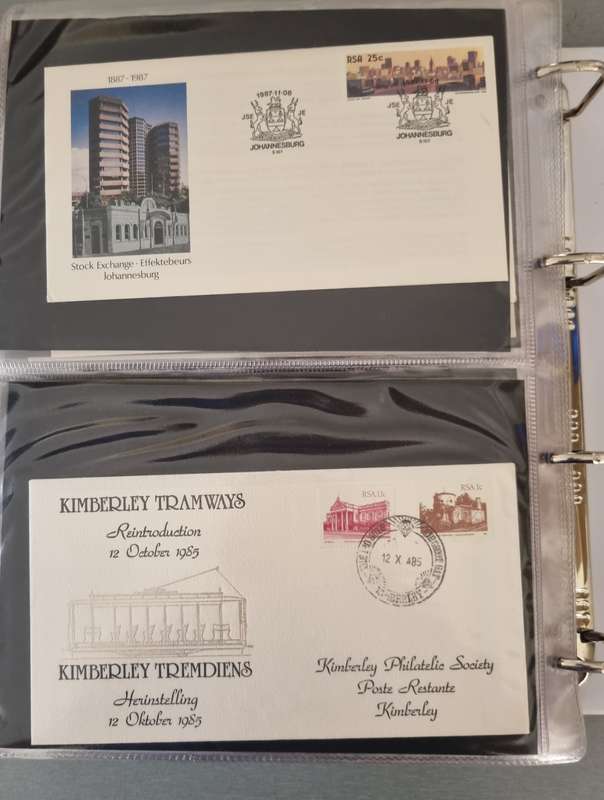 1887-1987
RSA 25c
1987-11-08
JSE JE
JOHANNESBURG
JSE JE
JOHANNESBURG
Stock Exchange · Effektebeurs
Johannesburg
KIMBERLEY TRAMWAYS
Reintroduction
12 October 1985
RSA 11c
RSA 1c
12 X A85
KIMBERLEY TREMDIENS
Herinstelling
12 Oktober 1985
Kimberley Philatelic Society
Poste Restante
Kimberley